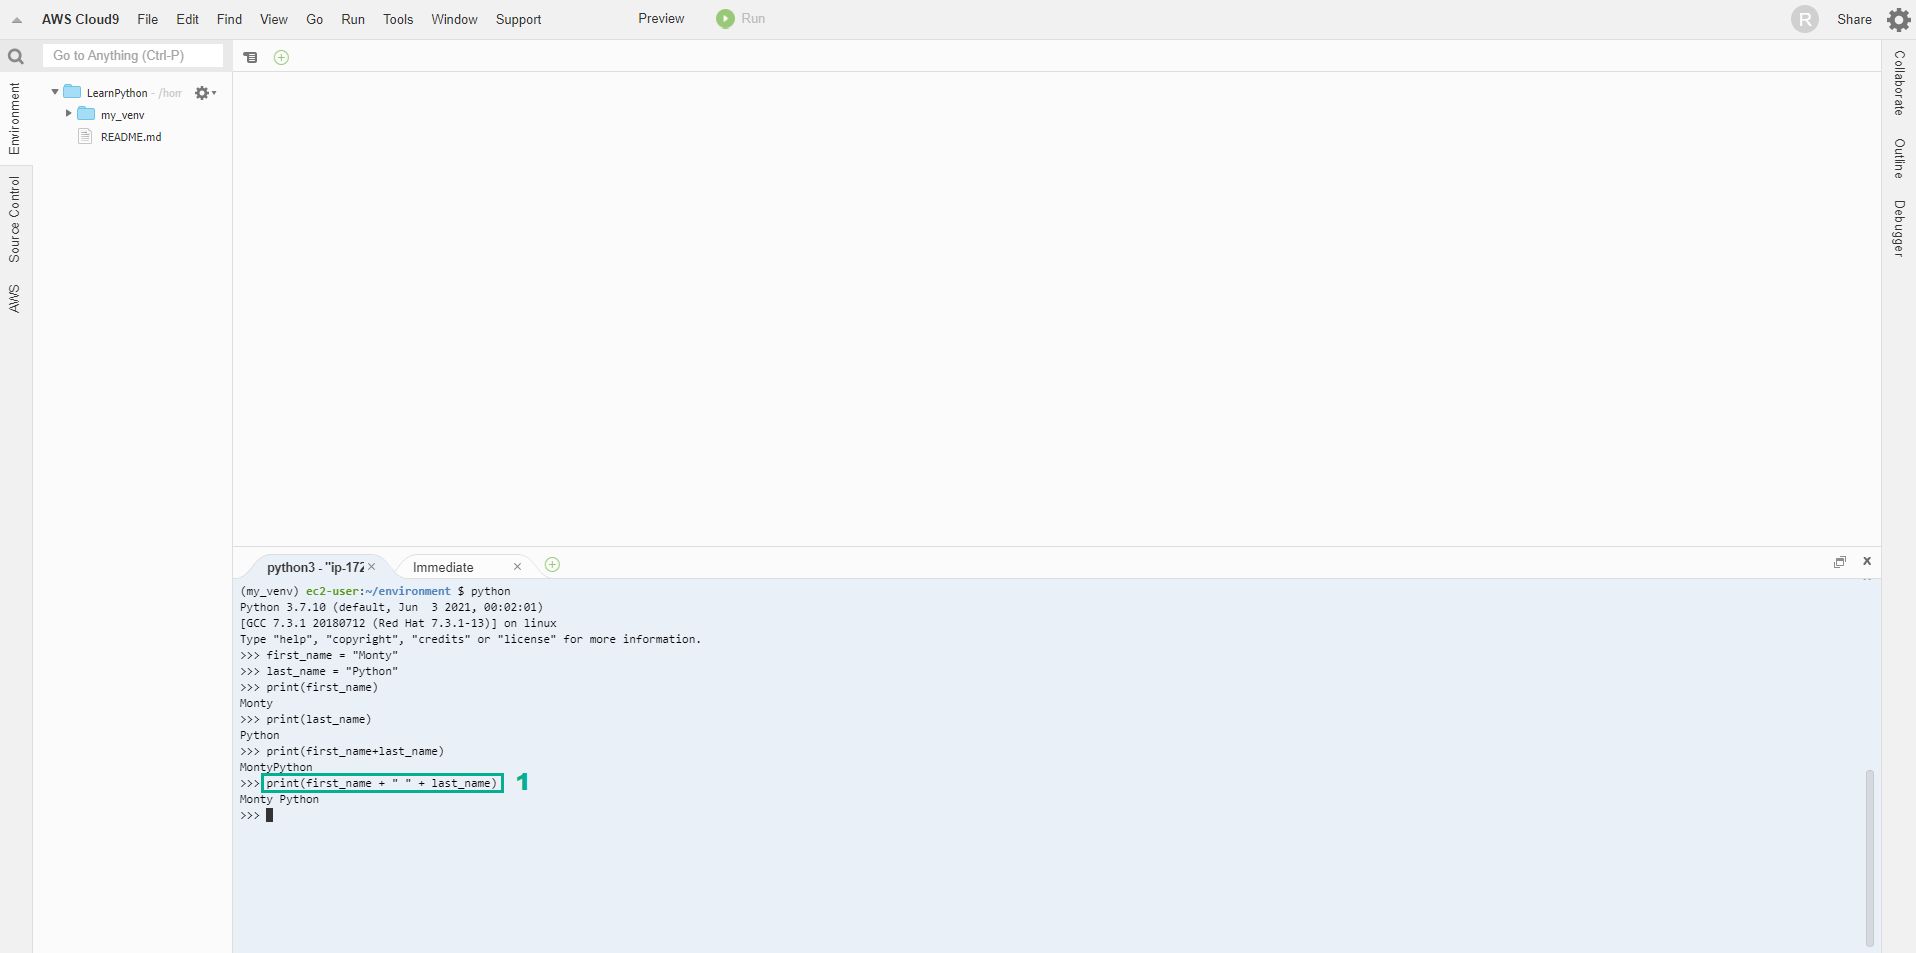 AWS Cloud9 File Edit Find View Go Run Tools Window Support Preview Run R Share
Go to Anything (Ctrl-P)
LearnPython - /hom
my_venv
README.md
Environment
Source Control
AWS
Collaborate
Outline
Debugger
python3 - "ip-172 × Immediate ×
(my_venv) ec2-user:~/environment $ python
Python 3.7.10 (default, Jun  3 2021, 00:02:01)
[GCC 7.3.1 20180712 (Red Hat 7.3.1-13)] on linux
Type "help", "copyright", "credits" or "license" for more information.
>>> first_name = "Monty"
>>> last_name = "Python"
>>> print(first_name)
Monty
>>> print(last_name)
Python
>>> print(first_name+last_name)
MontyPython
>>> print(first_name + " " + last_name) 1
Monty Python
>>>